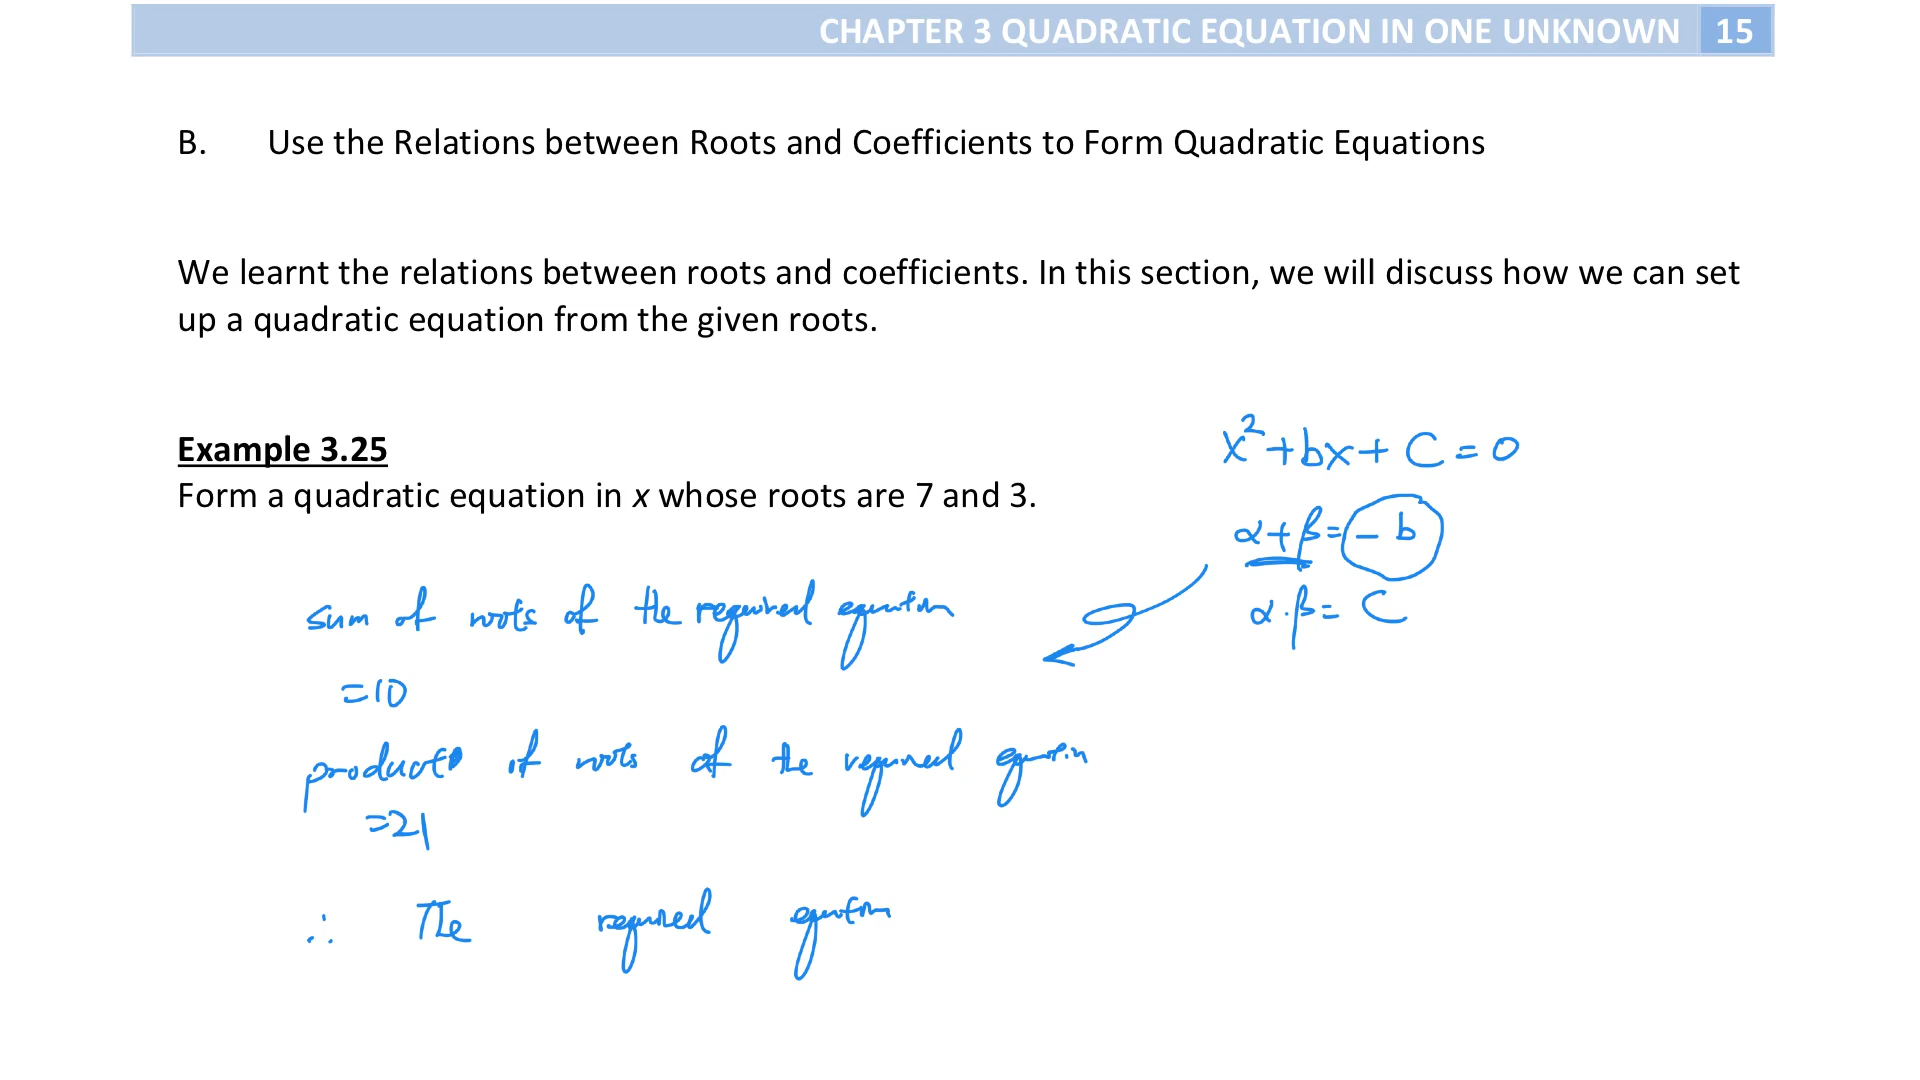 CHAPTER 3 QUADRATIC EQUATION IN ONE UNKNOWN 15
B. Use the Relations between Roots and Coefficients to Form Quadratic Equations
We learnt the relations between roots and coefficients. In this section, we will discuss how we can set
up a quadratic equation from the given roots.
Example 3.25
Form a quadratic equation in x whose roots are 7 and 3.
x²+bx+C=0
α+β=-b
α·β=C
sum of roots of the required equation
=10
product of roots of the required equation
=21
∴ The required equation